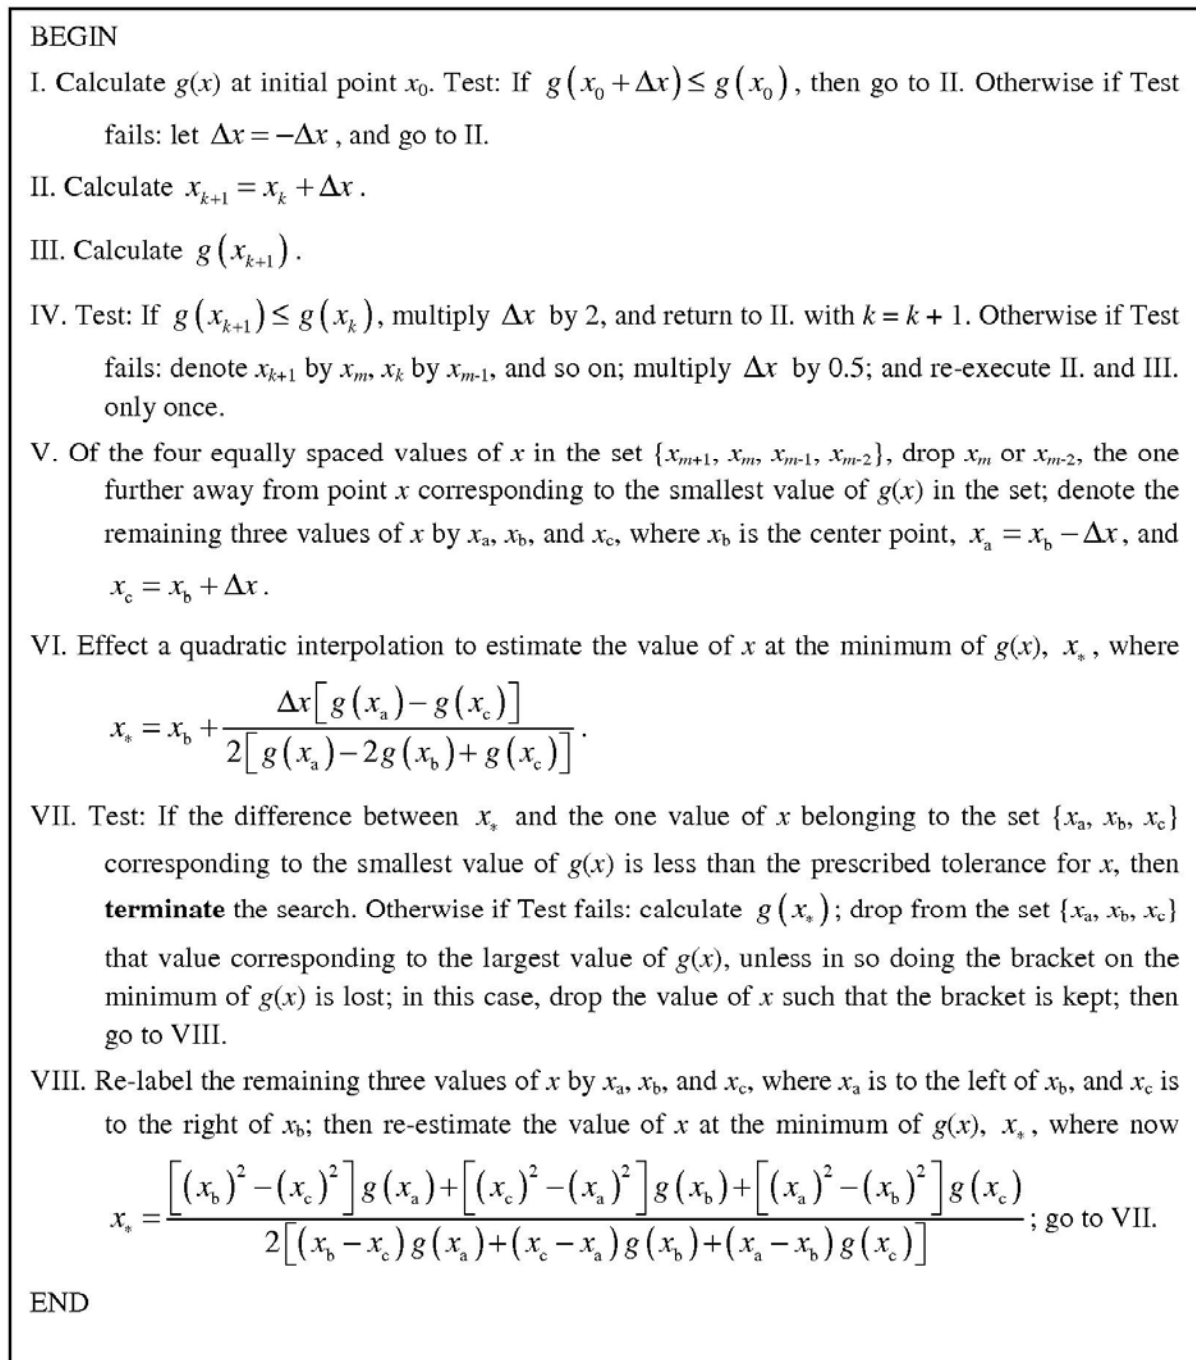 BEGIN
I. Calculate g(x) at initial point x₀. Test: If g(x₀ + Δx) ≤ g(x₀), then go to II. Otherwise if Test
fails: let Δx = −Δx, and go to II.
II. Calculate xₖ₊₁ = xₖ + Δx.
III. Calculate g(xₖ₊₁).
IV. Test: If g(xₖ₊₁) ≤ g(xₖ), multiply Δx by 2, and return to II. with k = k + 1. Otherwise if Test
fails: denote xₖ₊₁ by xₘ, xₖ by xₘ₋₁, and so on; multiply Δx by 0.5; and re-execute II. and III.
only once.
V. Of the four equally spaced values of x in the set {xₘ₊₁, xₘ, xₘ₋₁, xₘ₋₂}, drop xₘ or xₘ₋₂, the one
further away from point x corresponding to the smallest value of g(x) in the set; denote the
remaining three values of x by x_a, x_b, and x_c, where x_b is the center point, x_a = x_b − Δx, and
x_c = x_b + Δx.
VI. Effect a quadratic interpolation to estimate the value of x at the minimum of g(x), x_*, where
x_* = x_b + Δx[g(x_a) − g(x_c)] / 2[g(x_a) − 2g(x_b) + g(x_c)].
VII. Test: If the difference between x_* and the one value of x belonging to the set {x_a, x_b, x_c}
corresponding to the smallest value of g(x) is less than the prescribed tolerance for x, then
terminate the search. Otherwise if Test fails: calculate g(x_*); drop from the set {x_a, x_b, x_c}
that value corresponding to the largest value of g(x), unless in so doing the bracket on the
minimum of g(x) is lost; in this case, drop the value of x such that the bracket is kept; then
go to VIII.
VIII. Re-label the remaining three values of x by x_a, x_b, and x_c, where x_a is to the left of x_b, and x_c is
to the right of x_b; then re-estimate the value of x at the minimum of g(x), x_*, where now
x_* = [(x_b)² − (x_c)²]g(x_a) + [(x_c)² − (x_a)²]g(x_b) + [(x_a)² − (x_b)²]g(x_c) / 2[(x_b − x_c)g(x_a) + (x_c − x_a)g(x_b) + (x_a − x_b)g(x_c)]; go to VII.
END